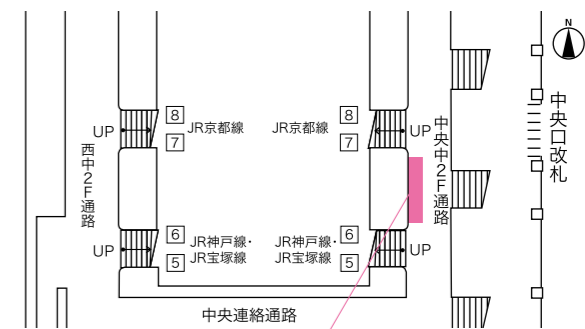 N
8
JR京都線
7
UP
JR京都線
8
7
UP
西中2F通路
中央中2F通路
中央口改札
6
JR神戸線・
JR宝塚線
5
UP
JR神戸線・
JR宝塚線
6
5
UP
中央連絡通路